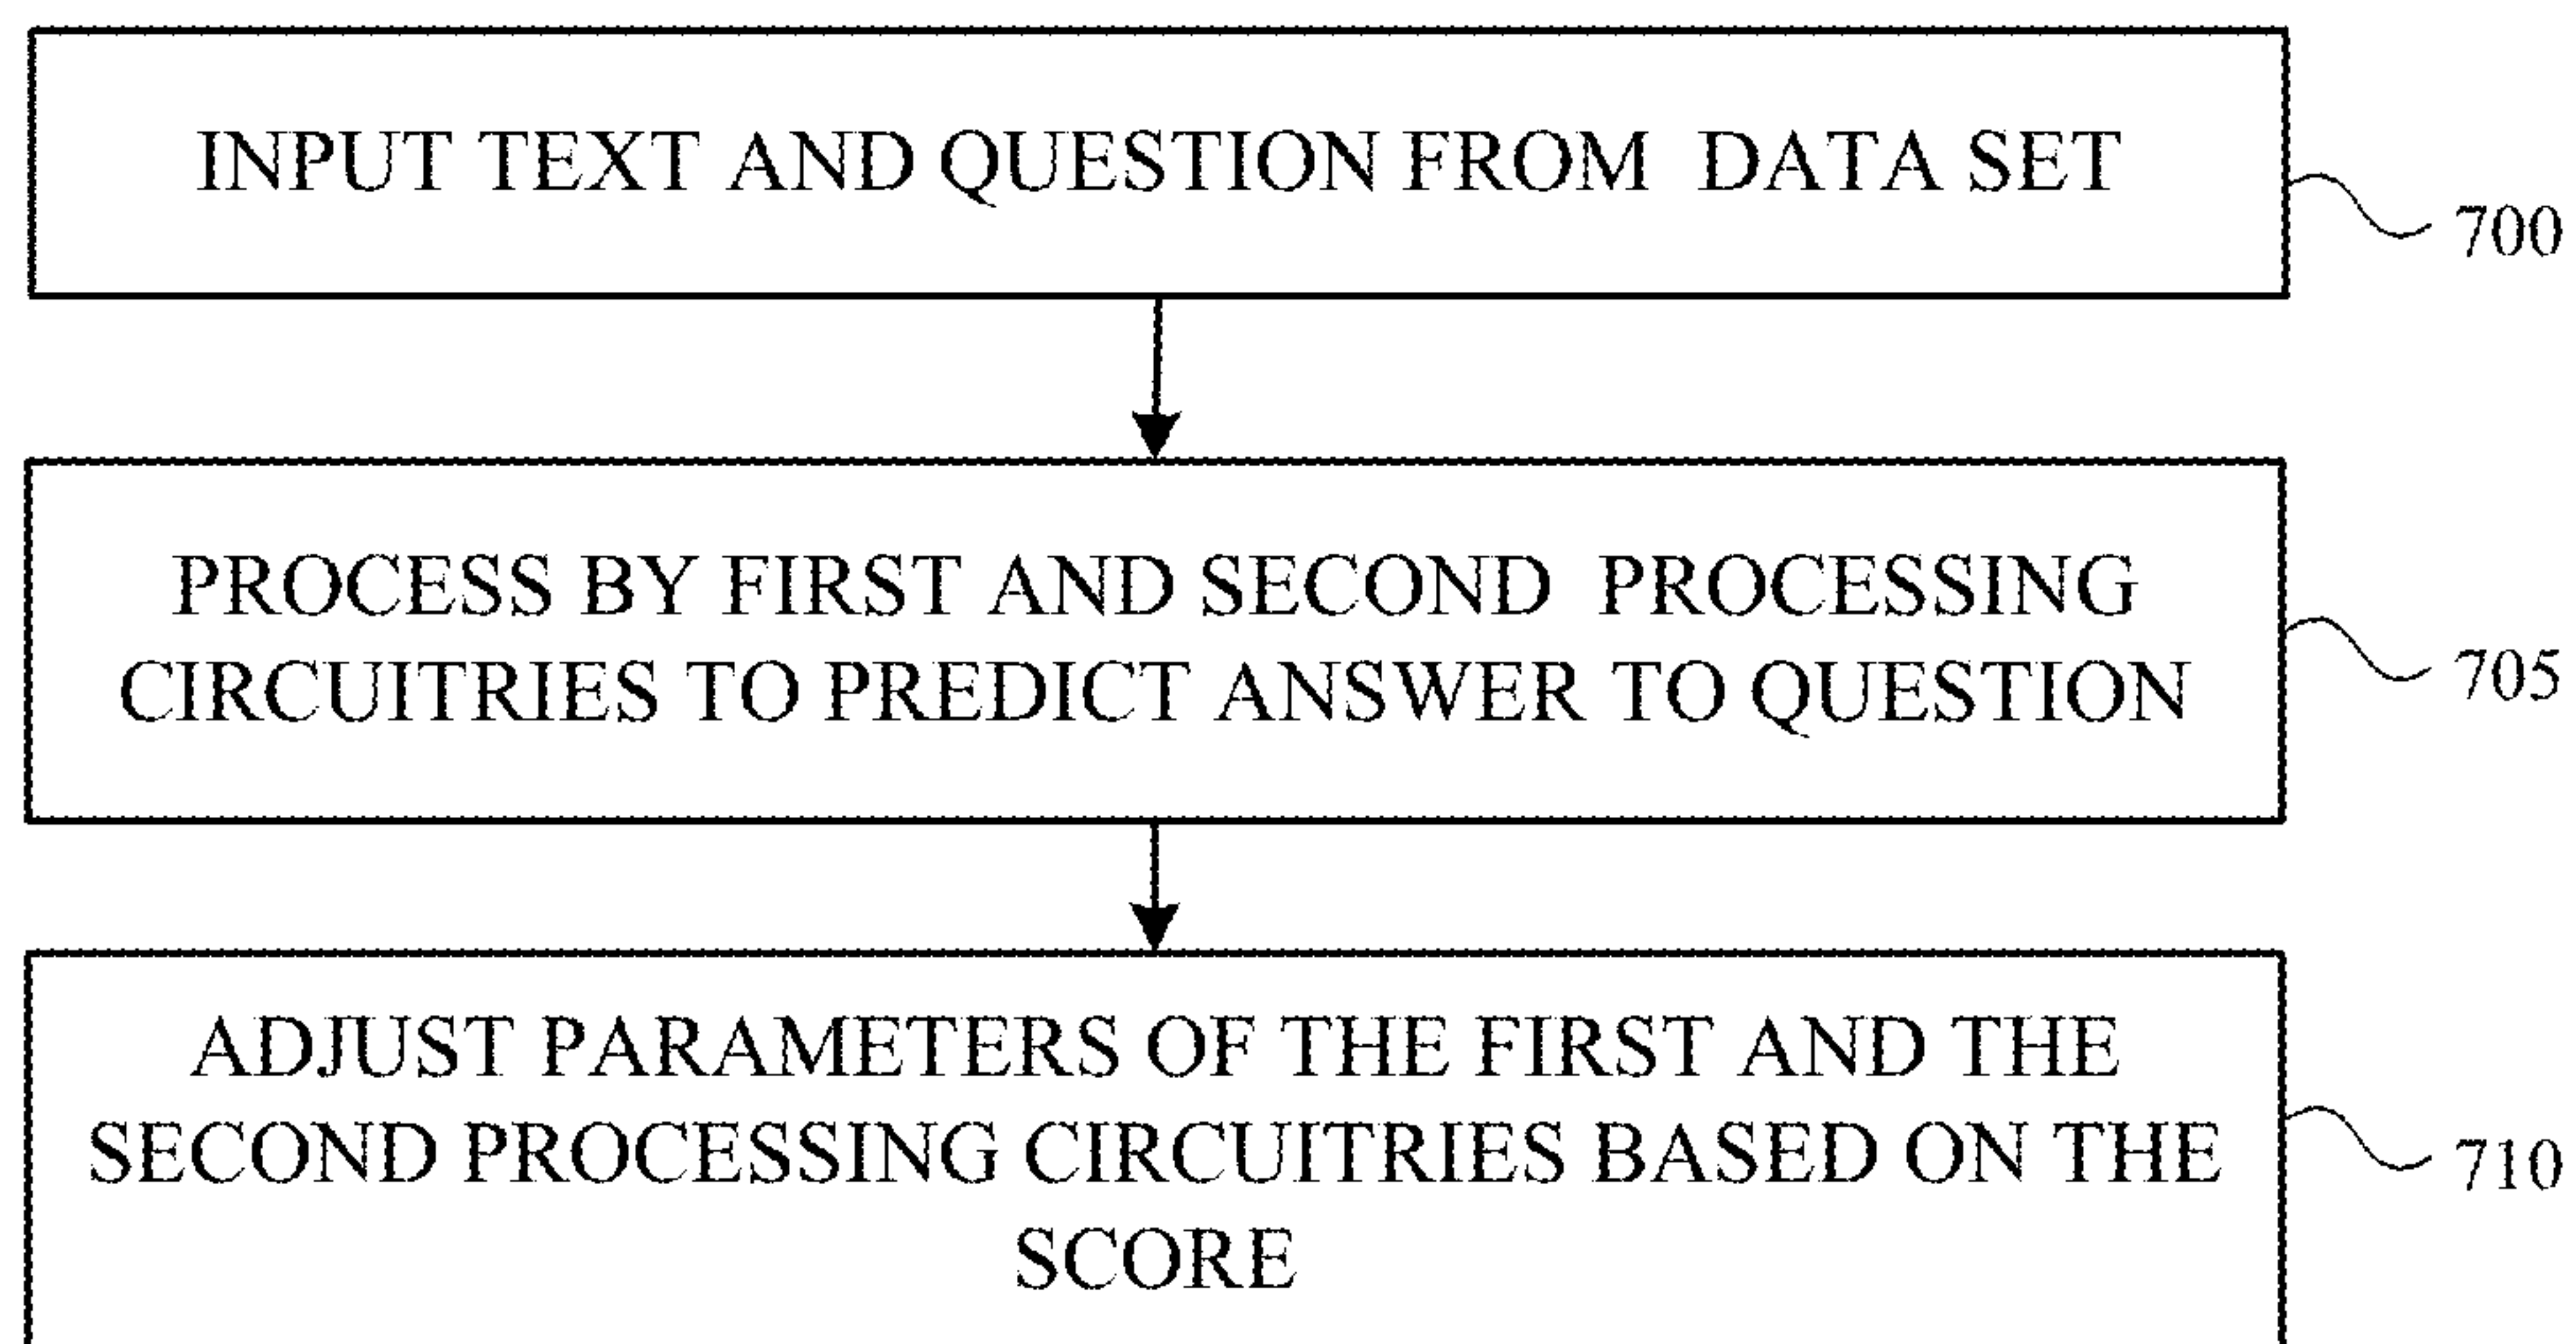 INPUT TEXT AND QUESTION FROM DATA SET
700
PROCESS BY FIRST AND SECOND PROCESSING
CIRCUITRIES TO PREDICT ANSWER TO QUESTION
705
ADJUST PARAMETERS OF THE FIRST AND THE
SECOND PROCESSING CIRCUITRIES BASED ON THE
SCORE
710